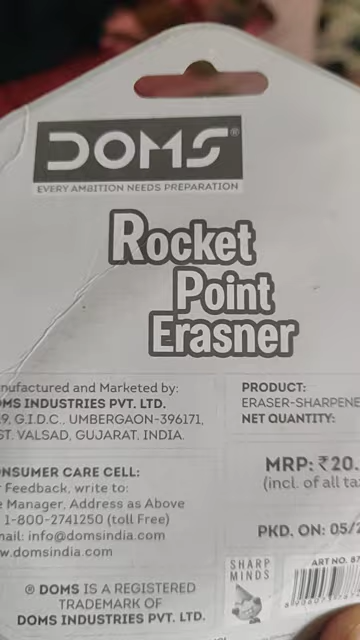 DOMS®
EVERY AMBITION NEEDS PREPARATION
Rocket
Point
Erasner
nufactured and Marketed by:
OMS INDUSTRIES PVT. LTD.
9, G.I.D.C., UMBERGAON-396171,
ST. VALSAD, GUJARAT, INDIA.
ONSUMER CARE CELL:
r Feedback, write to:
e Manager, Address as Above
1-800-2741250 (toll Free)
mail: info@domsindia.com
w.domsindia.com
® DOMS IS A REGISTERED
TRADEMARK OF
DOMS INDUSTRIES PVT. LTD.
PRODUCT:
ERASER-SHARPENE
NET QUANTITY:
MRP: ₹20.
(incl. of all ta
PKD. ON: 05/2
SHARP
MINDS
ART NO. 87